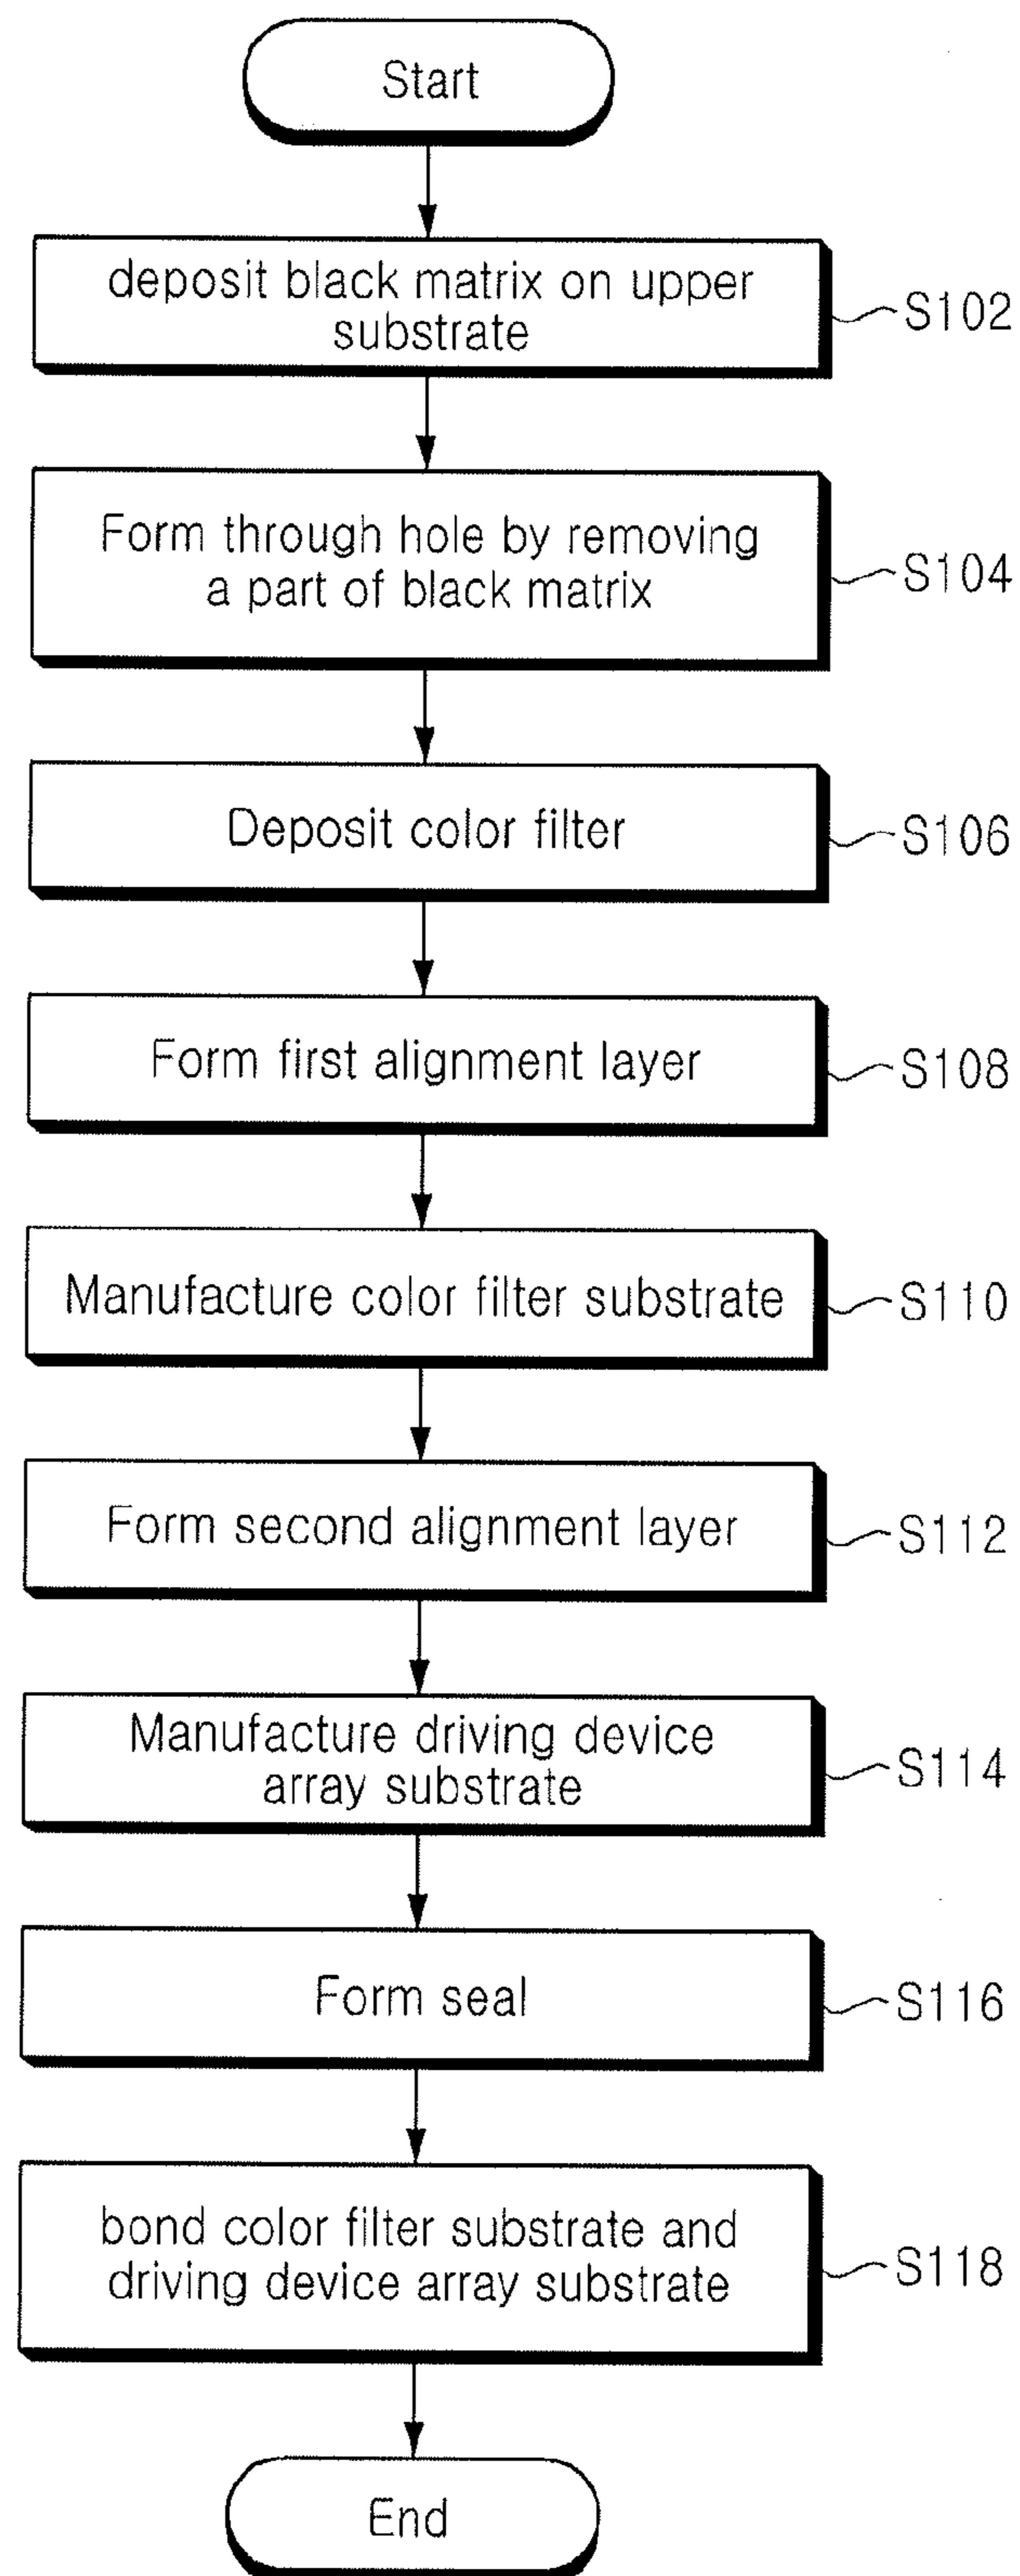 Start
deposit black matrix on upper
substrate
S102
Form through hole by removing
a part of black matrix
S104
Deposit color filter
S106
Form first alignment layer
S108
Manufacture color filter substrate
S110
Form second alignment layer
S112
Manufacture driving device
array substrate
S114
Form seal
S116
bond color filter substrate and
driving device array substrate
S118
End